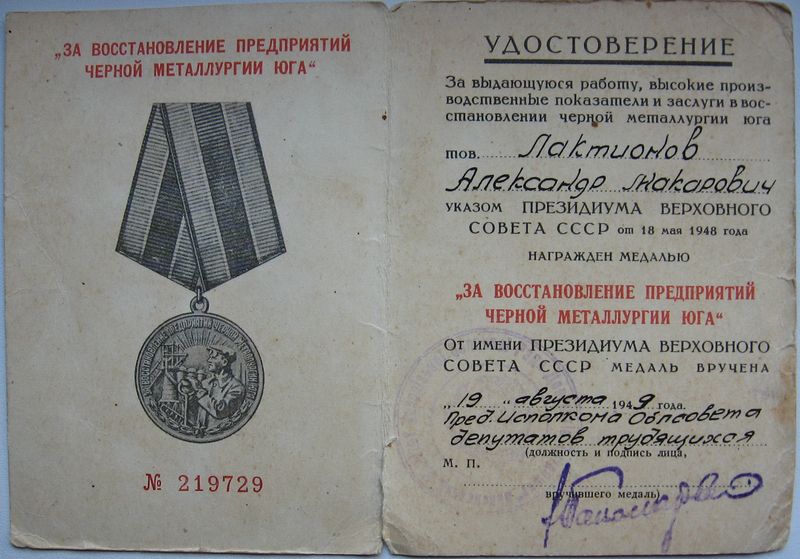 „ЗА ВОССТАНОВЛЕНИЕ ПРЕДПРИЯТИЙ
ЧЕРНОЙ МЕТАЛЛУРГИИ ЮГА“
№ 219729
УДОСТОВЕРЕНИЕ
За выдающуюся работу, высокие произ-
водственные показатели и заслуги в вос-
становлении черной металлургии юга
тов. Лактионов
Александр Макарович
УКАЗОМ ПРЕЗИДИУМА ВЕРХОВНОГО
СОВЕТА СССР от 18 мая 1948 года
НАГРАЖДЕН МЕДАЛЬЮ
„ЗА ВОССТАНОВЛЕНИЕ ПРЕДПРИЯТИЙ
ЧЕРНОЙ МЕТАЛЛУРГИИ ЮГА“
От имени ПРЕЗИДИУМА ВЕРХОВНОГО
СОВЕТА СССР МЕДАЛЬ ВРУЧЕНА
„19“ августа 1949 года.
Пред. Исполкома Облсовета
депутатов трудящихся
(должность и подпись лица,
М. П.
вручившего медаль)